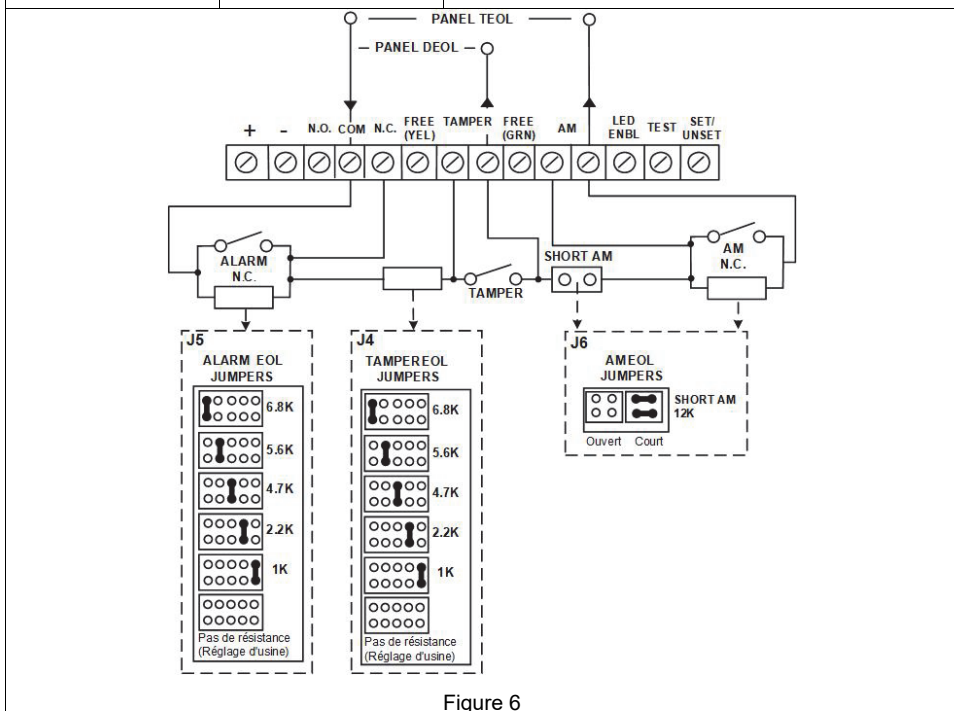 PANEL TEOL
PANEL DEOL
+ - N.O. COM N.C. FREE (YEL) TAMPER FREE (GRN) AM LED ENBL TEST SET/ UNSET
ALARM
N.C.
TAMPER
SHORT AM
AM
N.C.
J5
ALARM EOL
JUMPERS
6.8K
5.6K
4.7K
2.2K
1K
Pas de résistance
(Réglage d'usine)
J4
TAMPEREOL
JUMPERS
6.8K
5.6K
4.7K
2.2K
1K
Pas de résistance
(Réglage d'usine)
J6
AMEOL
JUMPERS
SHORT AM
12K
Ouvert Court
Figure 6